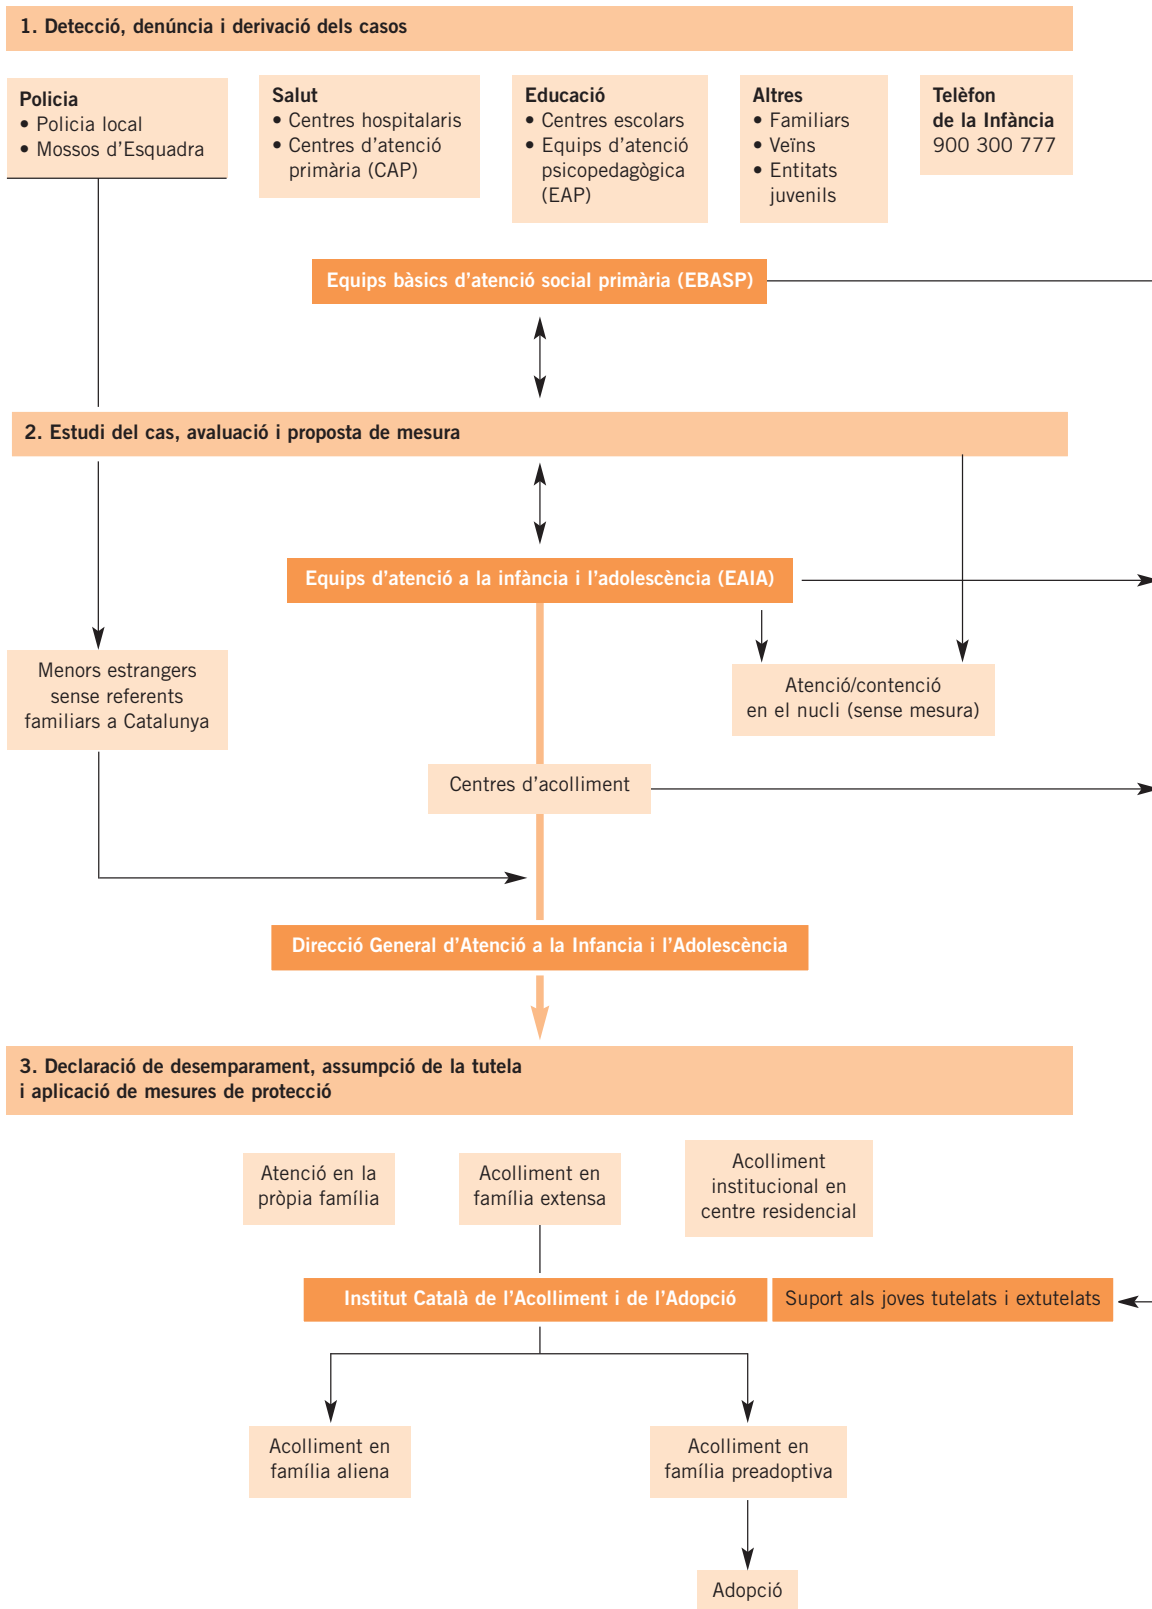 1. Detecció, denúncia i derivació dels casos
Policia
• Policia local
• Mossos d’Esquadra
Salut
• Centres hospitalaris
• Centres d’atenció
primària (CAP)
Educació
• Centres escolars
• Equips d’atenció
psicopedagògica
(EAP)
Altres
• Familiars
• Veïns
• Entitats
juvenils
Telèfon
de la Infància
900 300 777
Equips bàsics d’atenció social primària (EBASP)
2. Estudi del cas, avaluació i proposta de mesura
Equips d’atenció a la infància i l’adolescència (EAIA)
Menors estrangers
sense referents
familiars a Catalunya
Atenció/contenció
en el nucli (sense mesura)
Centres d’acolliment
Direcció General d’Atenció a la Infancia i l’Adolescència
3. Declaració de desemparament, assumpció de la tutela
i aplicació de mesures de protecció
Atenció en la
pròpia família
Acolliment en
família extensa
Acolliment
institucional en
centre residencial
Institut Català de l’Acolliment i de l’Adopció
Suport als joves tutelats i extutelats
Acolliment en
família aliena
Acolliment en
família preadoptiva
Adopció